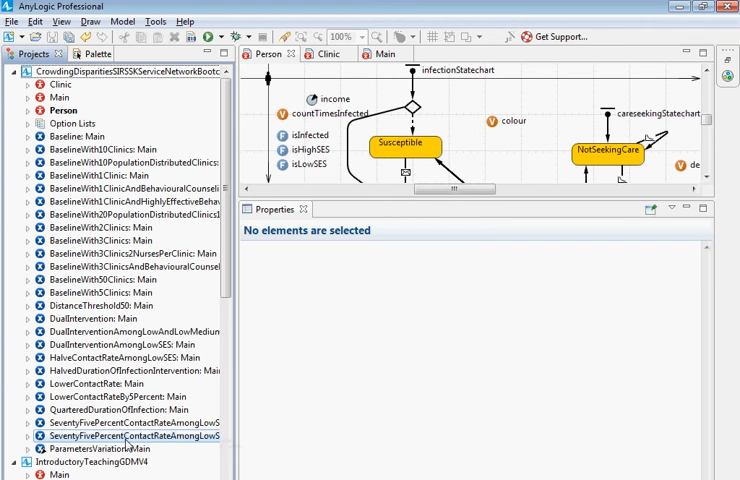 AnyLogic Professional
File Edit View Draw Model Tools Help
100% Get Support...
Projects Palette
CrowdingDisparitiesSIRSSKServiceNetworkBootc
Clinic
Main
Person
Option Lists
Baseline: Main
BaselineWith10Clinics: Main
BaselineWith10PopulationDistributedClinics:
BaselineWith1Clinic: Main
BaselineWith1ClinicAndBehaviouralCounseli
BaselineWith1ClinicAndHighlyEffectiveBehav
BaselineWith20PopulationDistributedClinics1
BaselineWith2Clinics: Main
BaselineWith3Clinics: Main
BaselineWith3Clinics2NursesPerClinic: Main
BaselineWith3ClinicsAndBehaviouralCounsel
BaselineWith50Clinics: Main
BaselineWith5Clinics: Main
DistanceThreshold50: Main
DualIntervention: Main
DualInterventionAmongLowAndLowMedium
DualInterventionAmongLowSES: Main
HalveContactRateAmongLowSES: Main
HalvedDurationOfInfectionIntervention: Main
LowerContactRate: Main
LowerContactRateBy5Percent: Main
QuarteredDurationOfInfection: Main
SeventyFivePercentContactRateAmongLowS
SeventyFivePercentContactRateAmongLowS
ParametersVariation: Main
IntroductoryTeachingGDMV4
Main
Person Clinic Main
infectionStatechart
income
countTimesInfected
colour
careseekingStatechart
isInfected
isHighSES
isLowSES
Susceptible
NotSeekingCare
de
Properties
No elements are selected